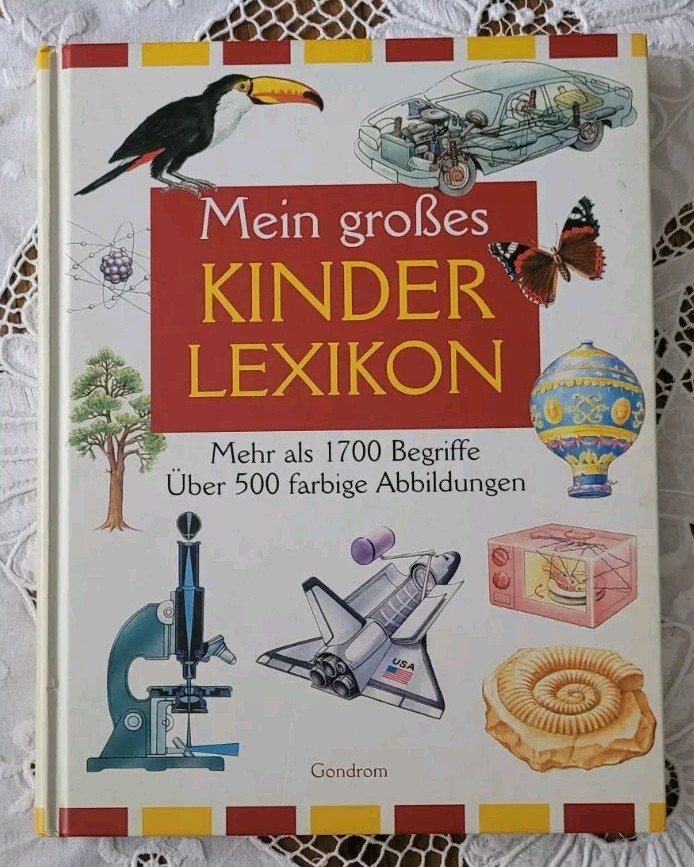 Mein großes
KINDER
LEXIKON
Mehr als 1700 Begriffe
Über 500 farbige Abbildungen
USA
Gondrom